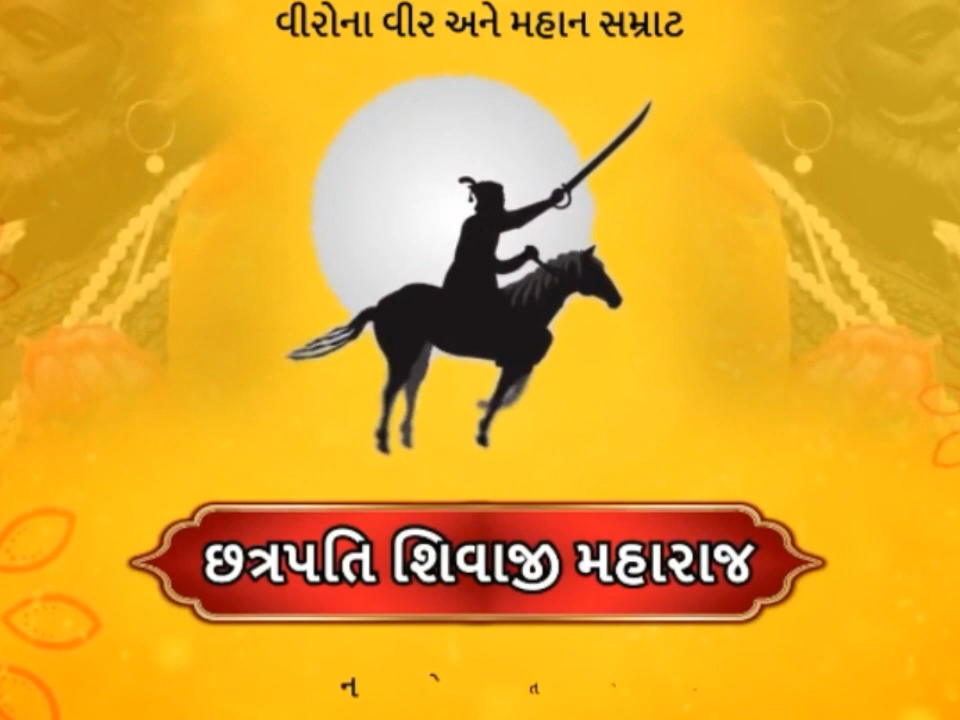 વીરોના વીર અને મહાન સમ્રાટ
છત્રપતિ શિવાજી મહારાજ